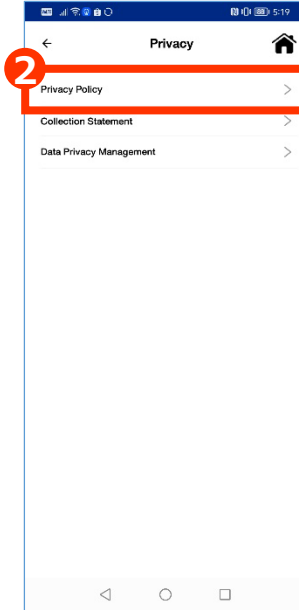 5:19
Privacy
2
Privacy Policy
Collection Statement
Data Privacy Management